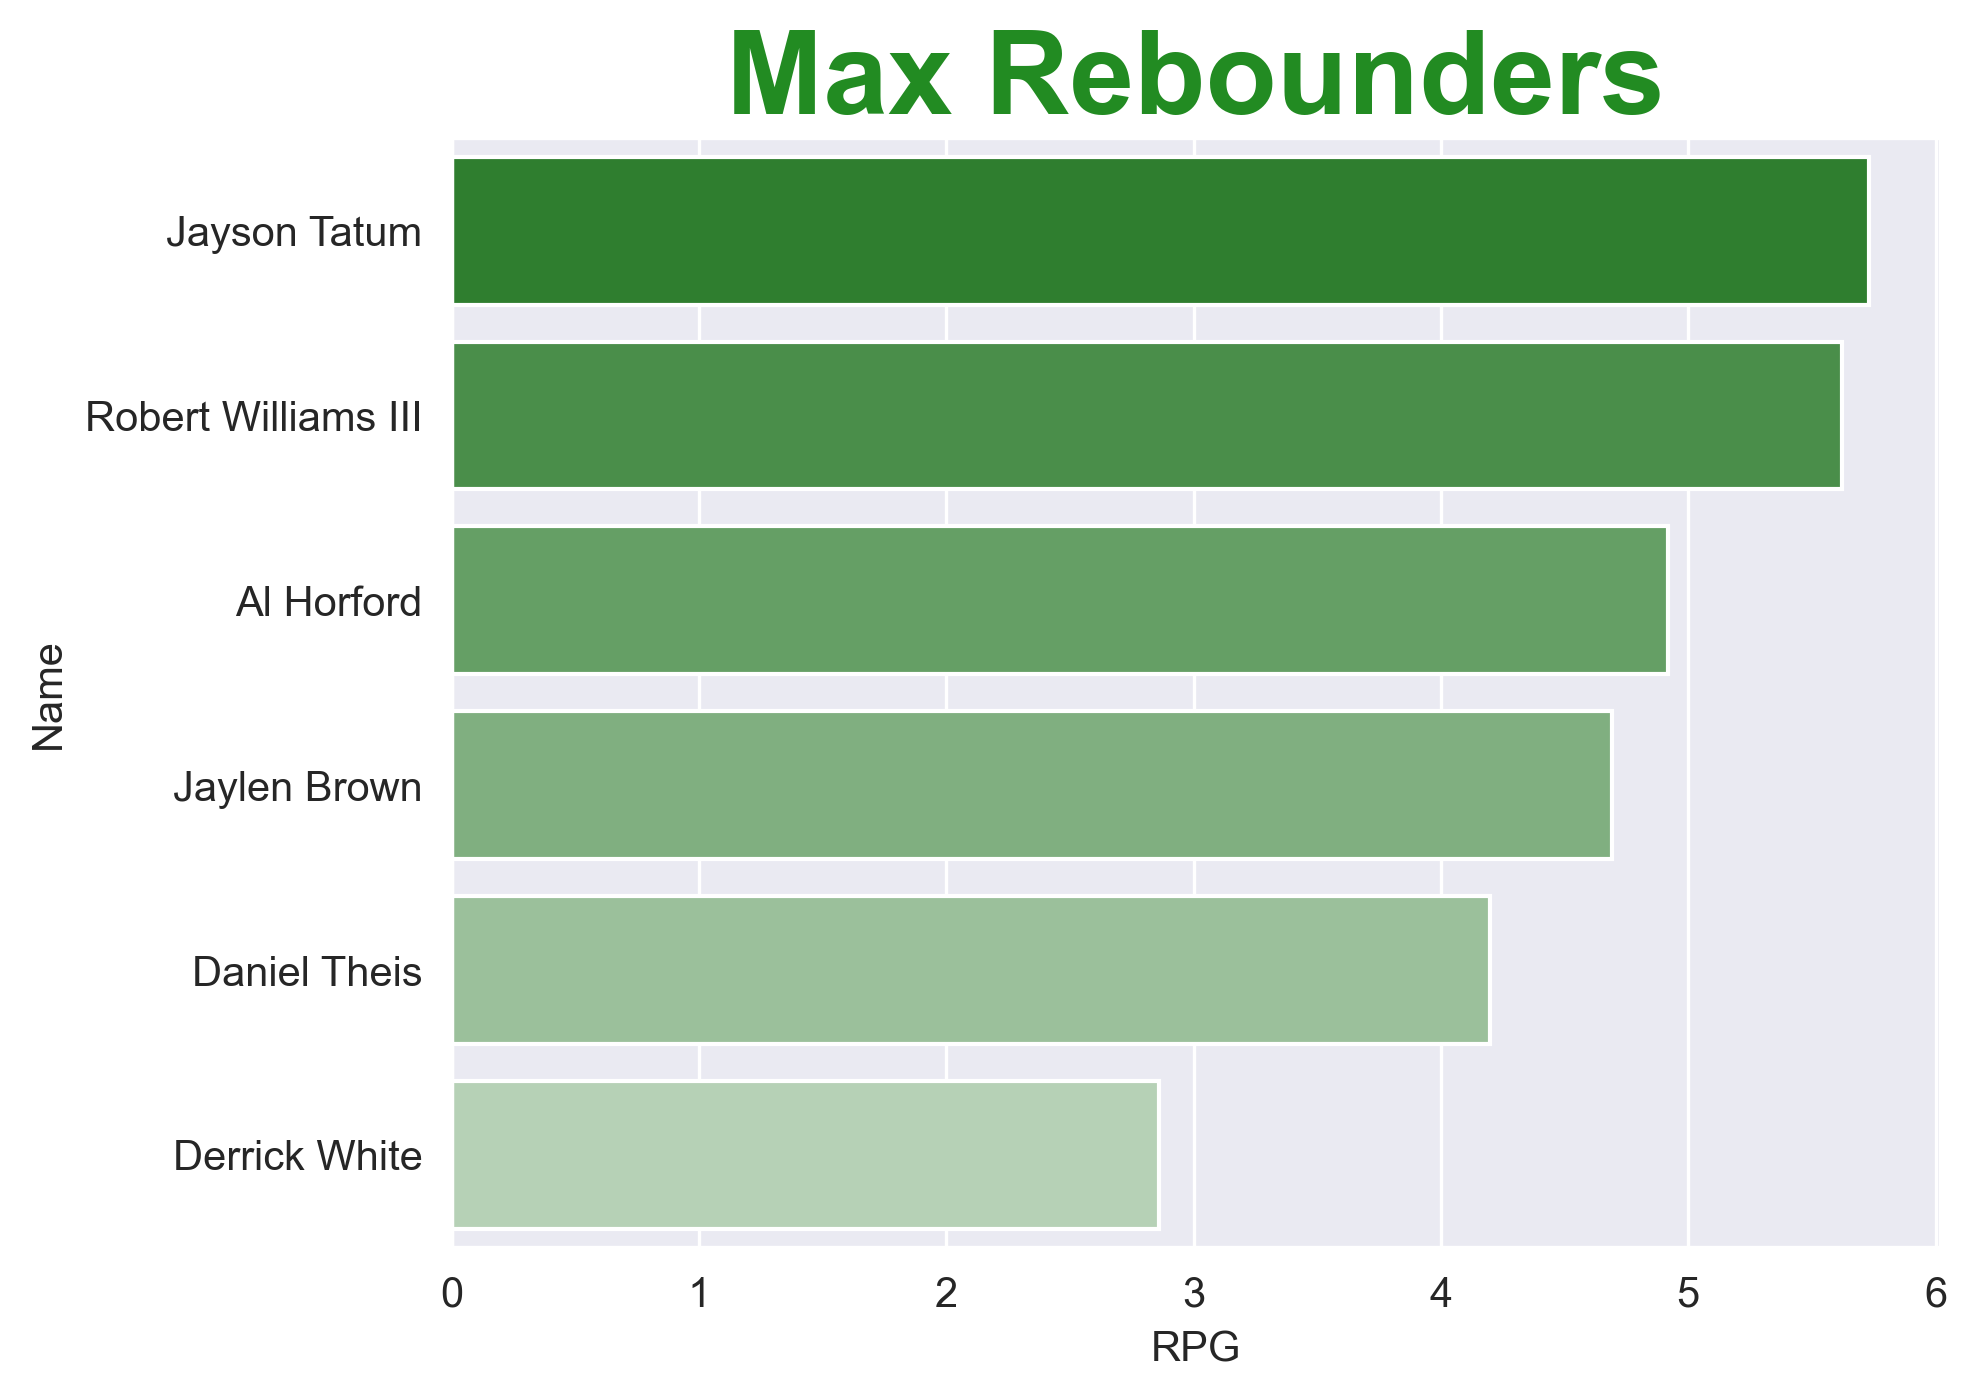 Max Rebounders
Jayson Tatum
Robert Williams III
Al Horford
Jaylen Brown
Daniel Theis
Derrick White
Name
0 1 2 3 4 5 6
RPG